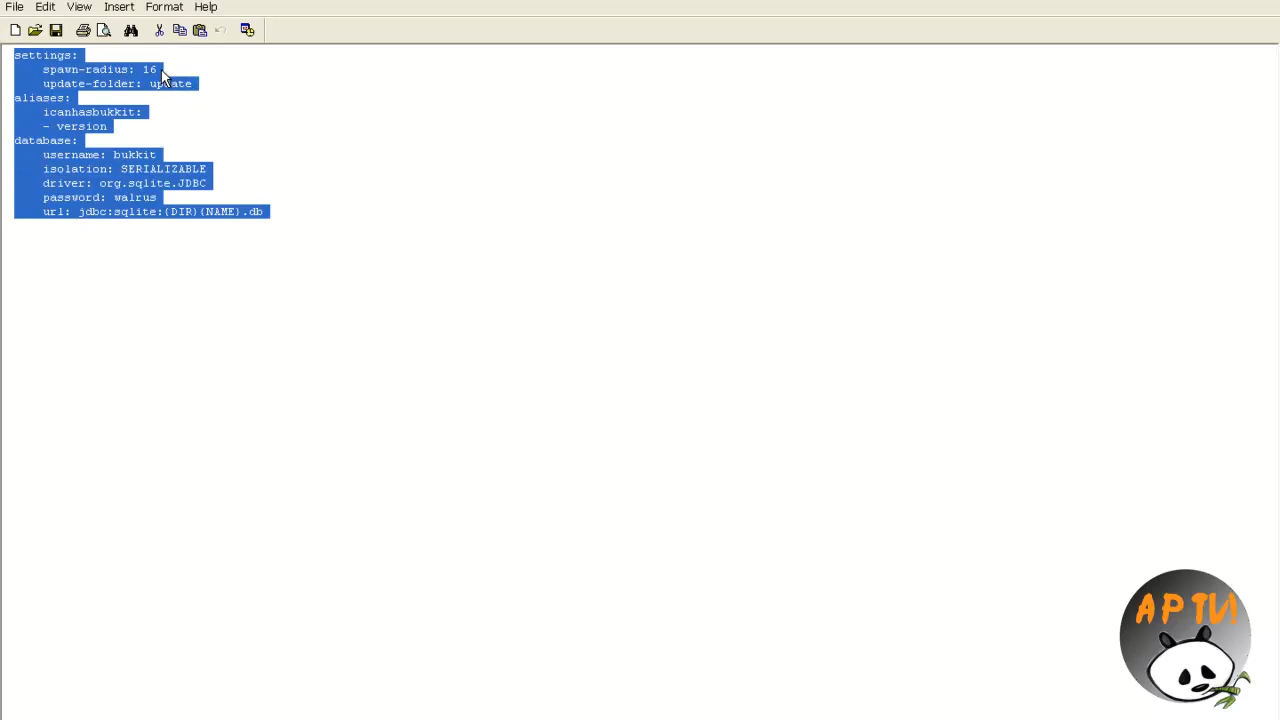 File Edit View Insert Format Help
settings:
    spawn-radius: 16
    update-folder: update
aliases:
    icanhasbukkit:
    - version
database:
    username: bukkit
    isolation: SERIALIZABLE
    driver: org.sqlite.JDBC
    password: walrus
    url: jdbc:sqlite:{DIR}{NAME}.db
АРТИ